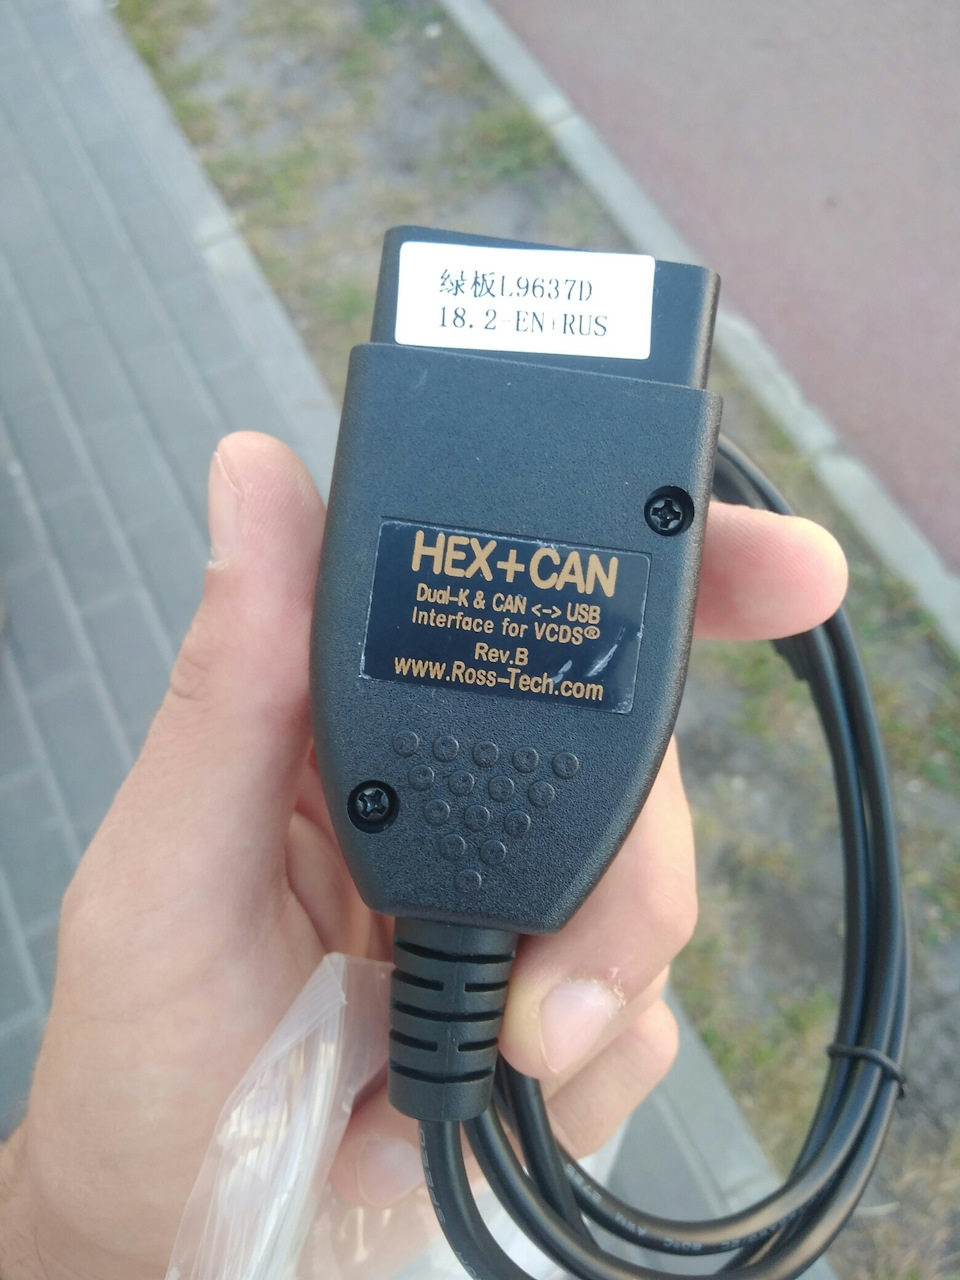 绿板L9637D
18.2-EN+RUS
HEX+CAN
Dual-K & CAN <-> USB
Interface for VCDS®
Rev.B
www.Ross-Tech.com